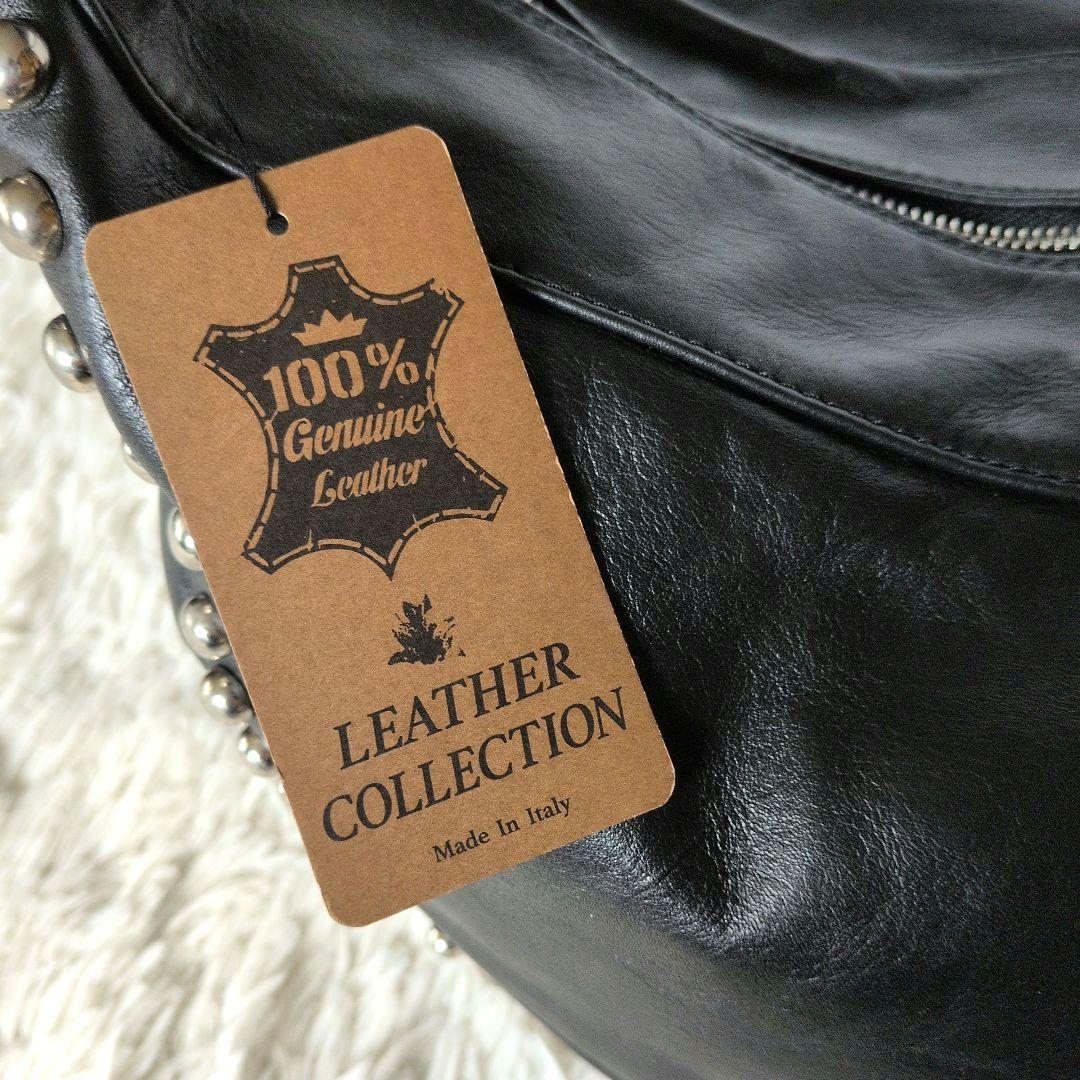 100%
Genuine
Leather
LEATHER
COLLECTION
Made In Italy